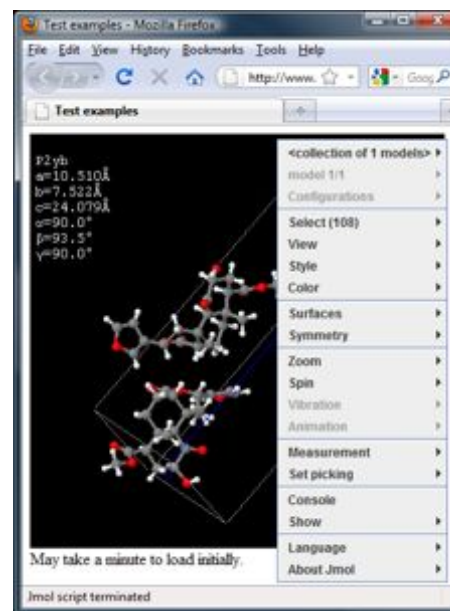 Test examples - Mozilla Firefox
File Edit View History Bookmarks Tools Help
http://www. Goog
Test examples
P2yb
a=10.510Å
b=7.522Å
c=24.079Å
α=90.0°
β=93.5°
γ=90.0°
<collection of 1 models>
model 1/1
Configurations
Select (108)
View
Style
Color
Surfaces
Symmetry
Zoom
Spin
Vibration
Animation
Measurement
Set picking
Console
Show
Language
About Jmol
May take a minute to load initially.
Jmol script terminated